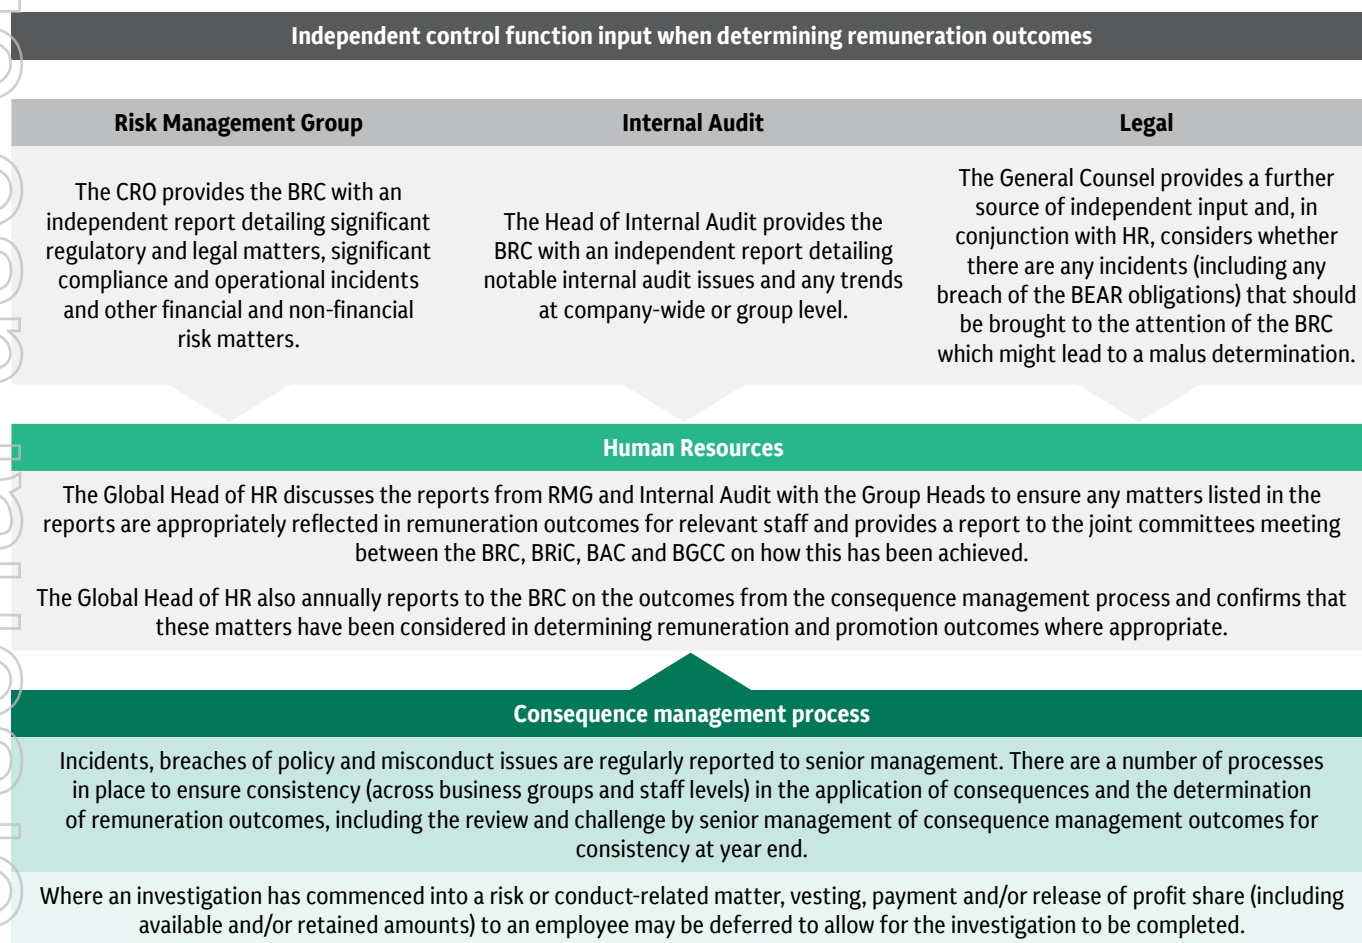 Independent control function input when determining remuneration outcomes
Risk Management Group
The CRO provides the BRC with an
independent report detailing significant
regulatory and legal matters, significant
compliance and operational incidents
and other financial and non-financial
risk matters.
Internal Audit
The Head of Internal Audit provides the
BRC with an independent report detailing
notable internal audit issues and any trends
at company-wide or group level.
Legal
The General Counsel provides a further
source of independent input and, in
conjunction with HR, considers whether
there are any incidents (including any
breach of the BEAR obligations) that should
be brought to the attention of the BRC
which might lead to a malus determination.
Human Resources
The Global Head of HR discusses the reports from RMG and Internal Audit with the Group Heads to ensure any matters listed in the
reports are appropriately reflected in remuneration outcomes for relevant staff and provides a report to the joint committees meeting
between the BRC, BRiC, BAC and BGCC on how this has been achieved.
The Global Head of HR also annually reports to the BRC on the outcomes from the consequence management process and confirms that
these matters have been considered in determining remuneration and promotion outcomes where appropriate.
Consequence management process
Incidents, breaches of policy and misconduct issues are regularly reported to senior management. There are a number of processes
in place to ensure consistency (across business groups and staff levels) in the application of consequences and the determination
of remuneration outcomes, including the review and challenge by senior management of consequence management outcomes for
consistency at year end.
Where an investigation has commenced into a risk or conduct-related matter, vesting, payment and/or release of profit share (including
available and/or retained amounts) to an employee may be deferred to allow for the investigation to be completed.